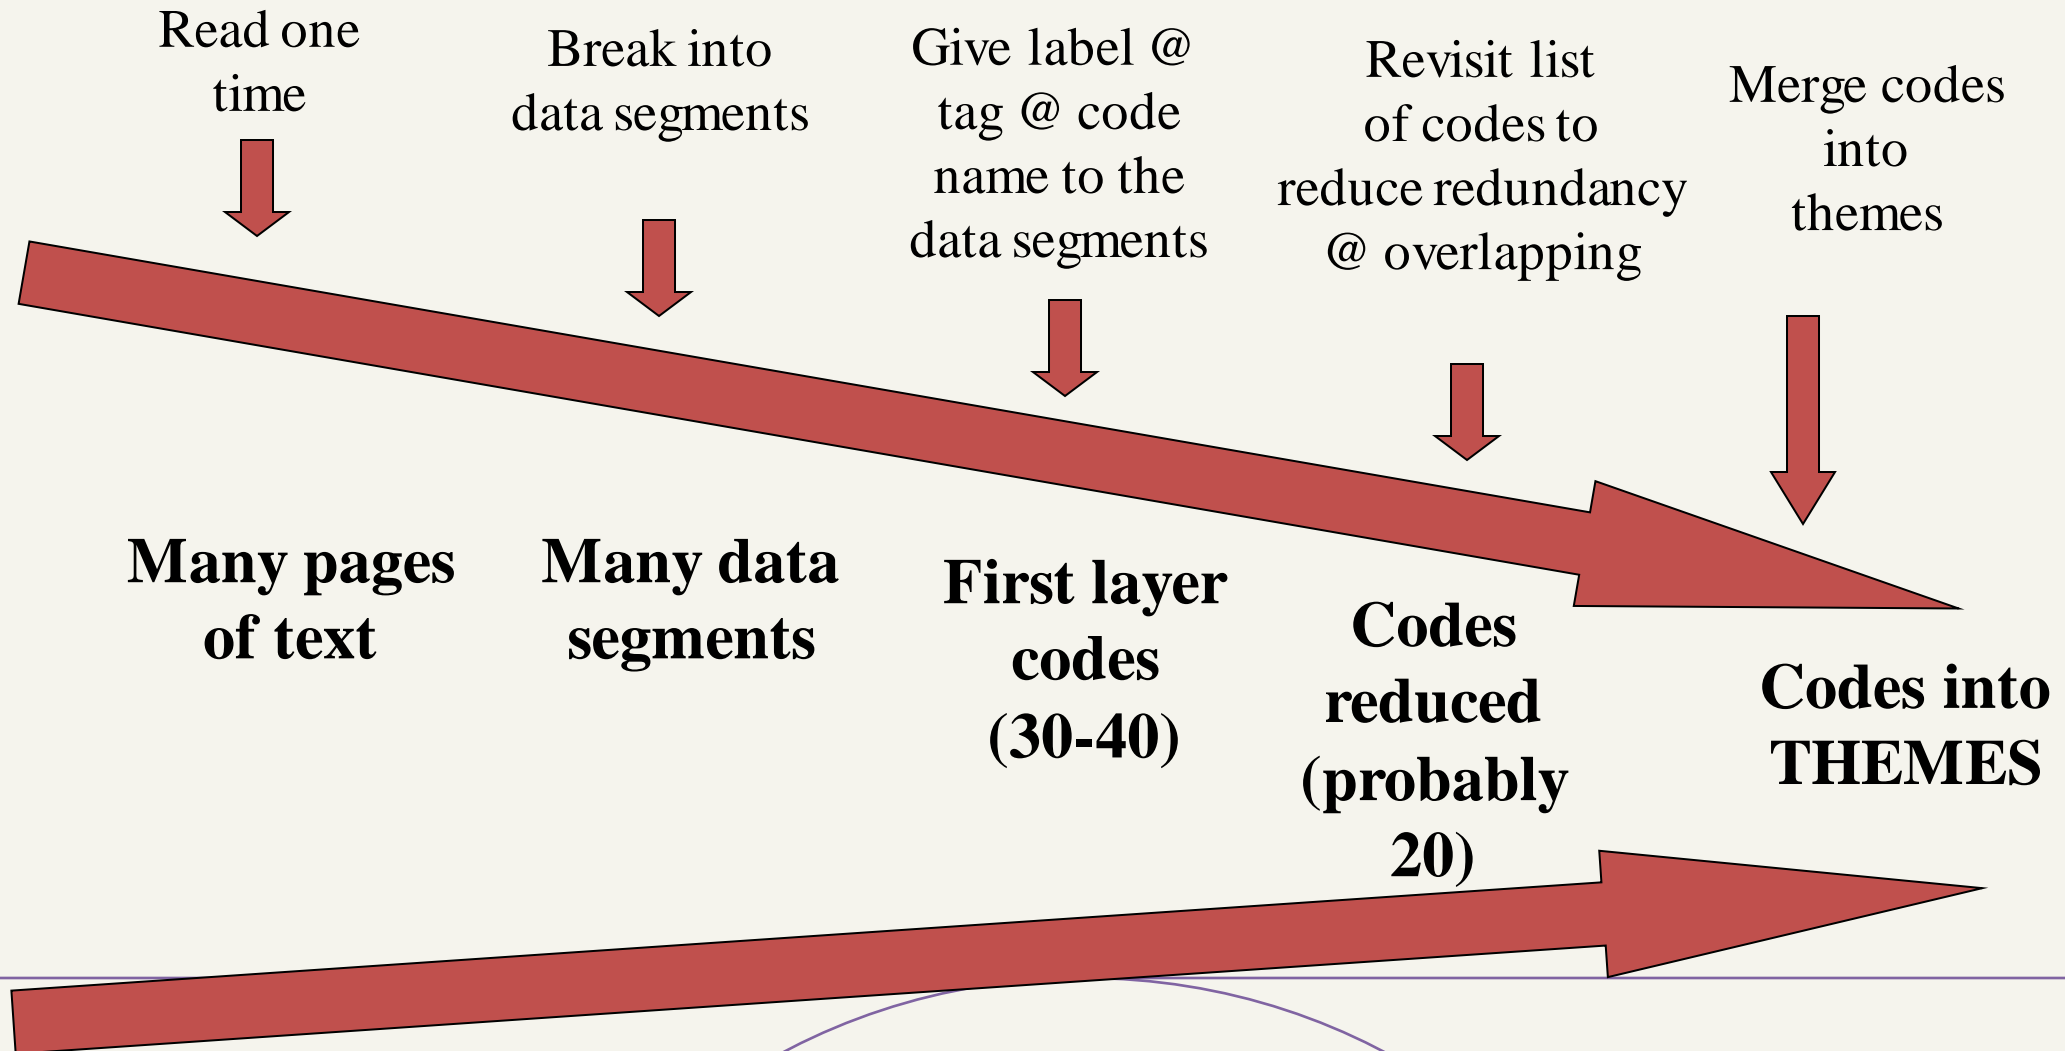 Read one
time
Break into
data segments
Give label @
tag @ code
name to the
data segments
Revisit list
of codes to
reduce redundancy
@ overlapping
Merge codes
into
themes
Many pages
of text
Many data
segments
First layer
codes
(30-40)
Codes
reduced
(probably
20)
Codes into
THEMES